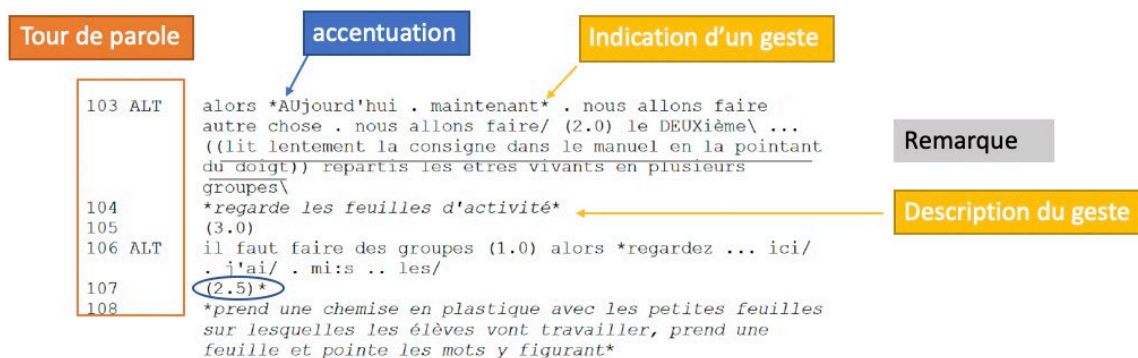 Tour de parole
accentuation
Indication d'un geste
103 ALT alors *AUjourd'hui . maintenant* . nous allons faire
autre chose . nous allons faire/ (2.0) le DEUXième\ ...
((lit lentement la consigne dans le manuel en la pointant
du doigt)) repartis les etres vivants en plusieurs
groupes\
Remarque
104 *regarde les feuilles d'activité*
Description du geste
105 (3.0)
106 ALT il faut faire des groupes (1.0) alors *regardez ... ici/
. j'ai/ . mi:s .. les/
107 (2.5)*
108 *prend une chemise en plastique avec les petites feuilles
sur lesquelles les élèves vont travailler, prend une
feuille et pointe les mots y figurant*